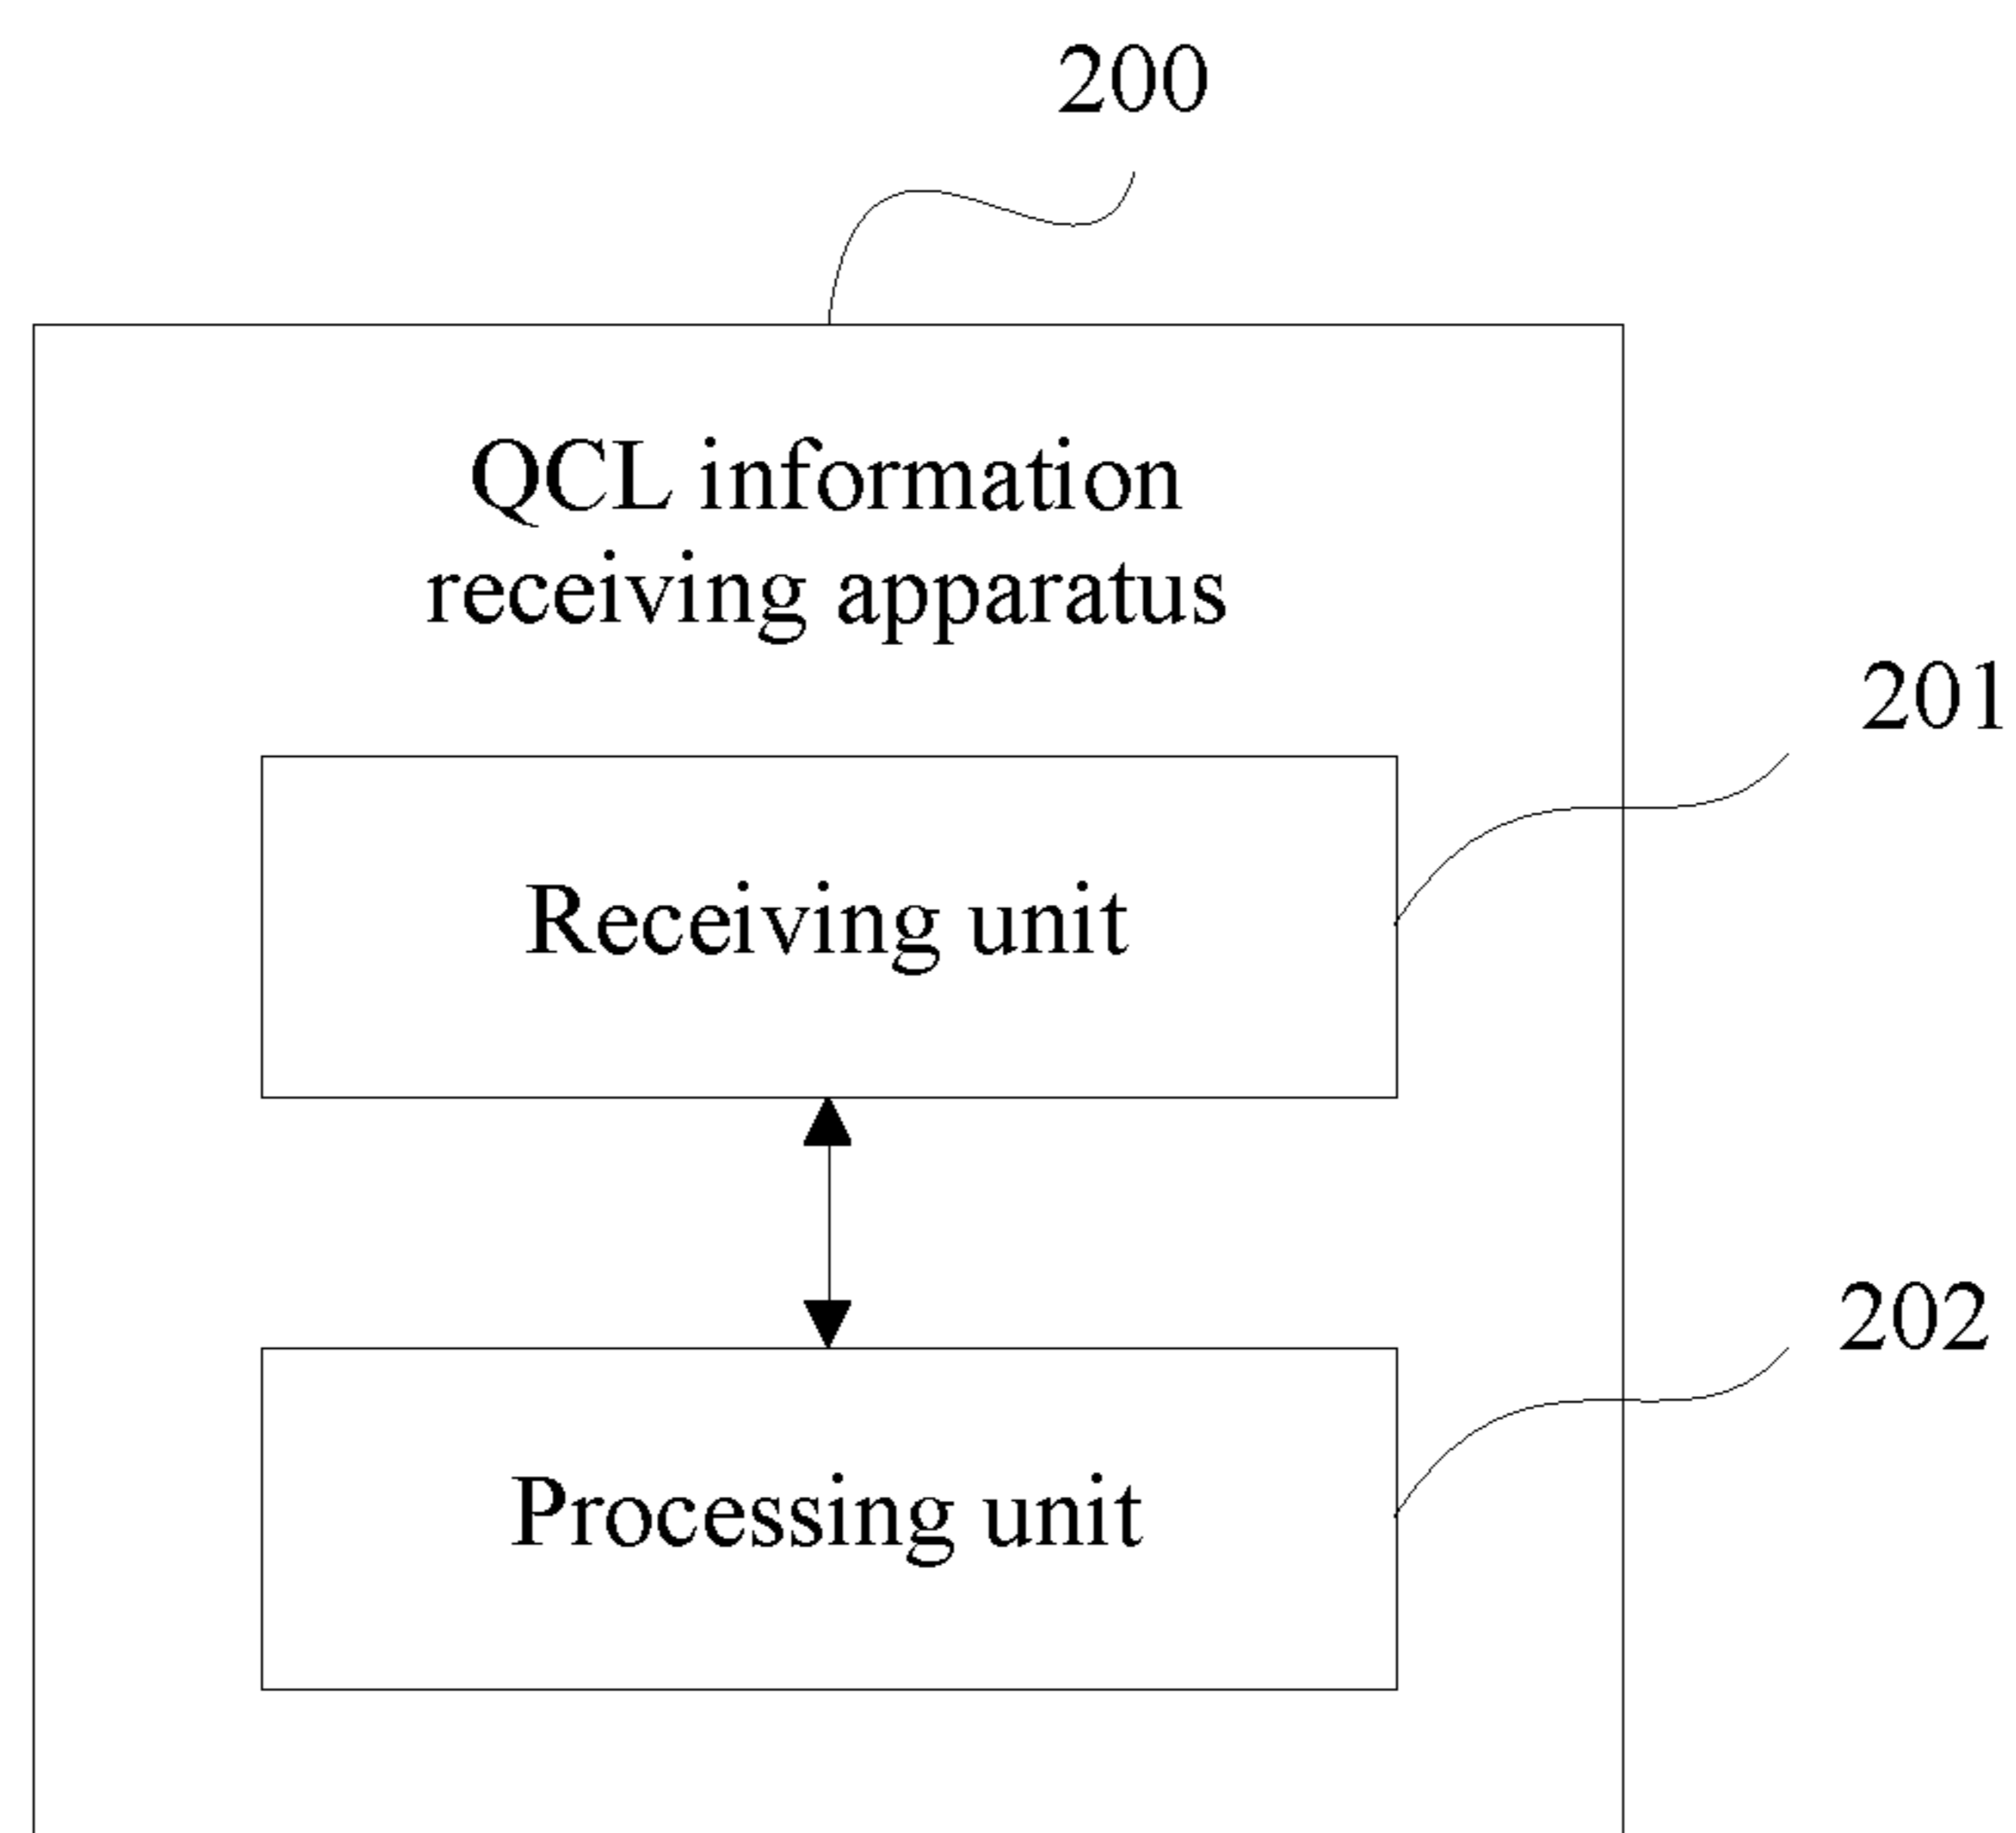 200
QCL information
receiving apparatus
201
Receiving unit
202
Processing unit